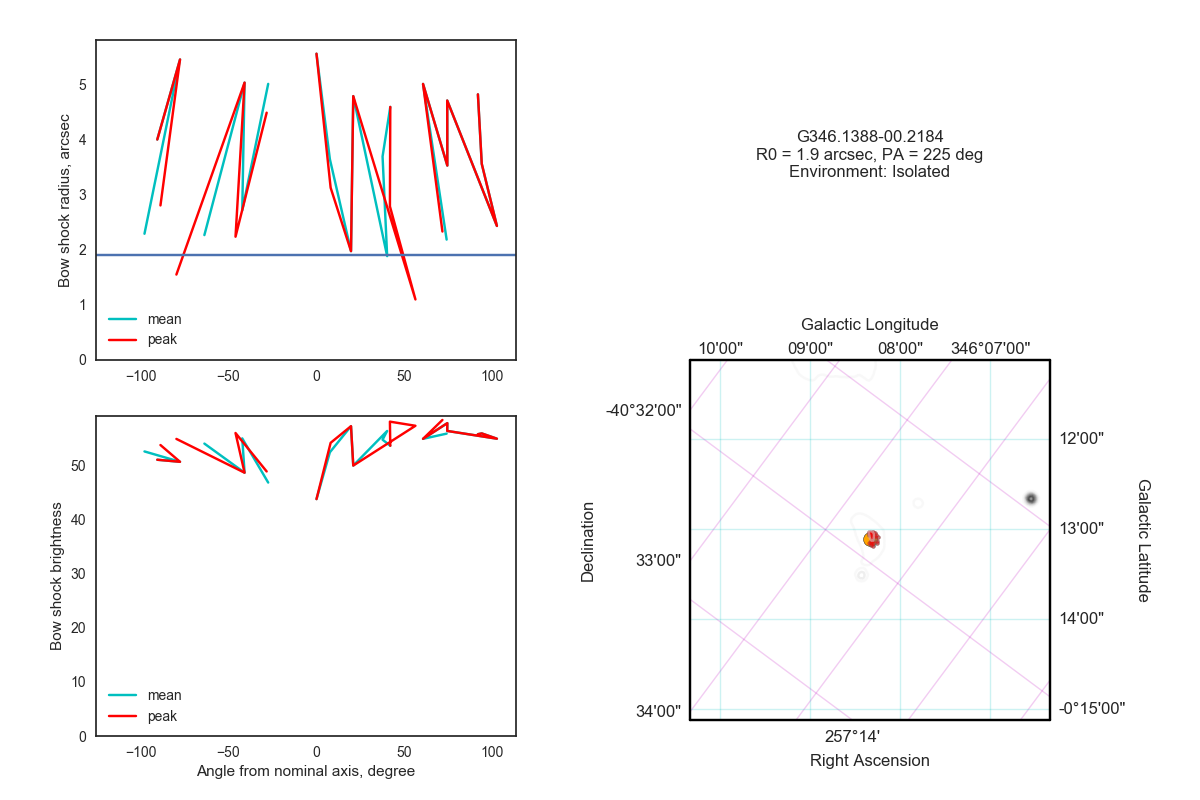 Bow shock radius, arcsec
5
4
3
2
1
0
mean
peak
−100
−50
0
50
100
Bow shock brightness
50
40
30
20
10
0
mean
peak
−100
−50
0
50
100
Angle from nominal axis, degree
G346.1388-00.2184
R0 = 1.9 arcsec, PA = 225 deg
Environment: Isolated
Galactic Longitude
10'00"
09'00"
08'00"
346°07'00"
-40°32'00"
33'00"
34'00"
Declination
12'00"
13'00"
14'00"
-0°15'00"
Galactic Latitude
257°14'
Right Ascension